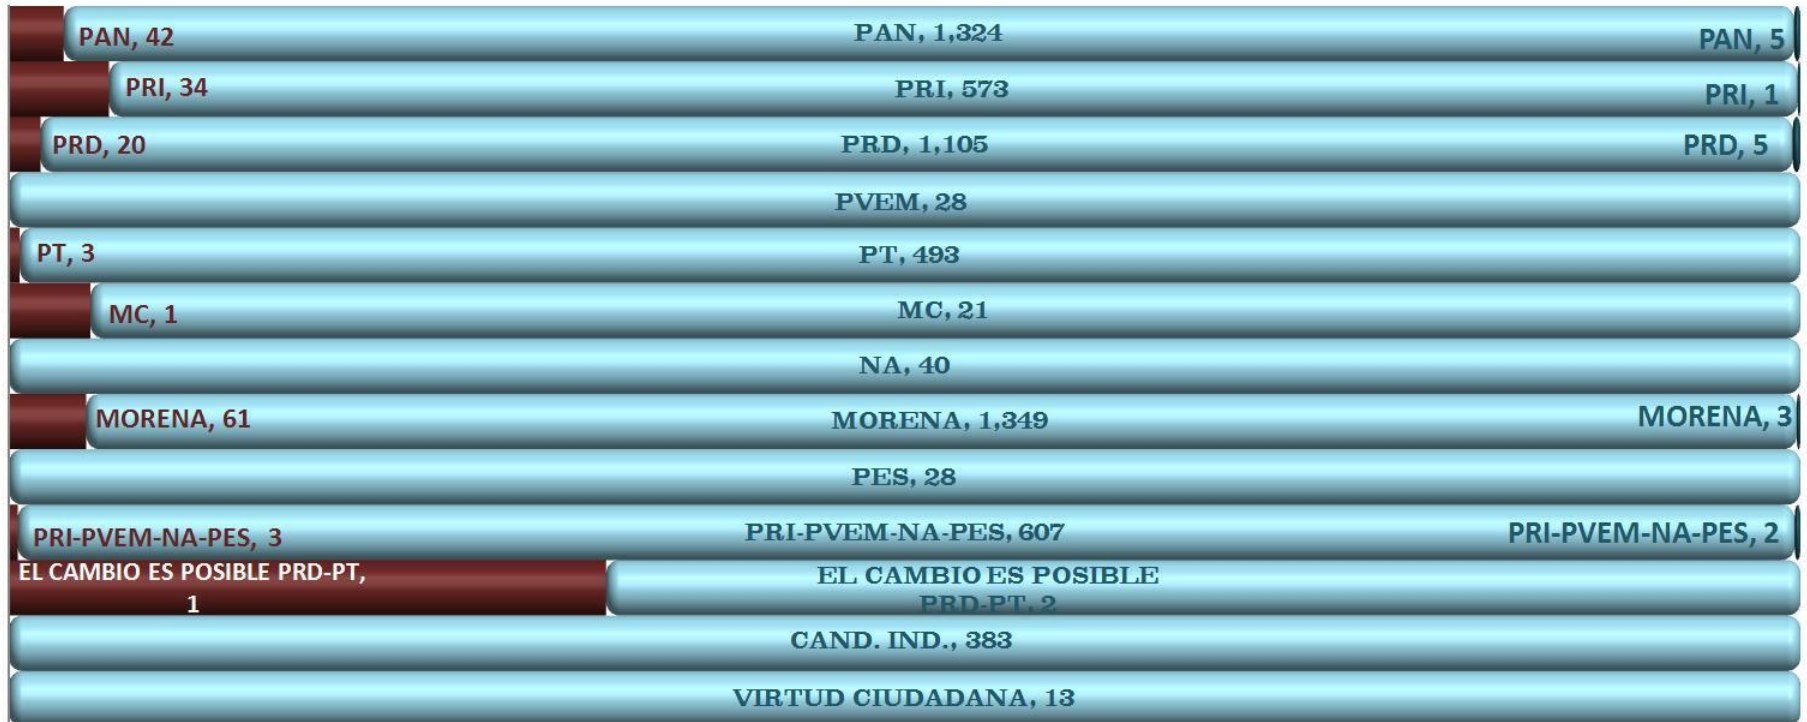 PAN, 42 PAN, 1,324 PAN, 5
PRI, 34 PRI, 573 PRI, 1
PRD, 20 PRD, 1,105 PRD, 5
PVEM, 28
PT, 3 PT, 493
MC, 1 MC, 21
NA, 40
MORENA, 61 MORENA, 1,349 MORENA, 3
PES, 28
PRI-PVEM-NA-PES, 3 PRI-PVEM-NA-PES, 607 PRI-PVEM-NA-PES, 2
EL CAMBIO ES POSIBLE PRD-PT,
1
EL CAMBIO ES POSIBLE
PRD-PT, 2
CAND. IND., 383
VIRTUD CIUDADANA, 13